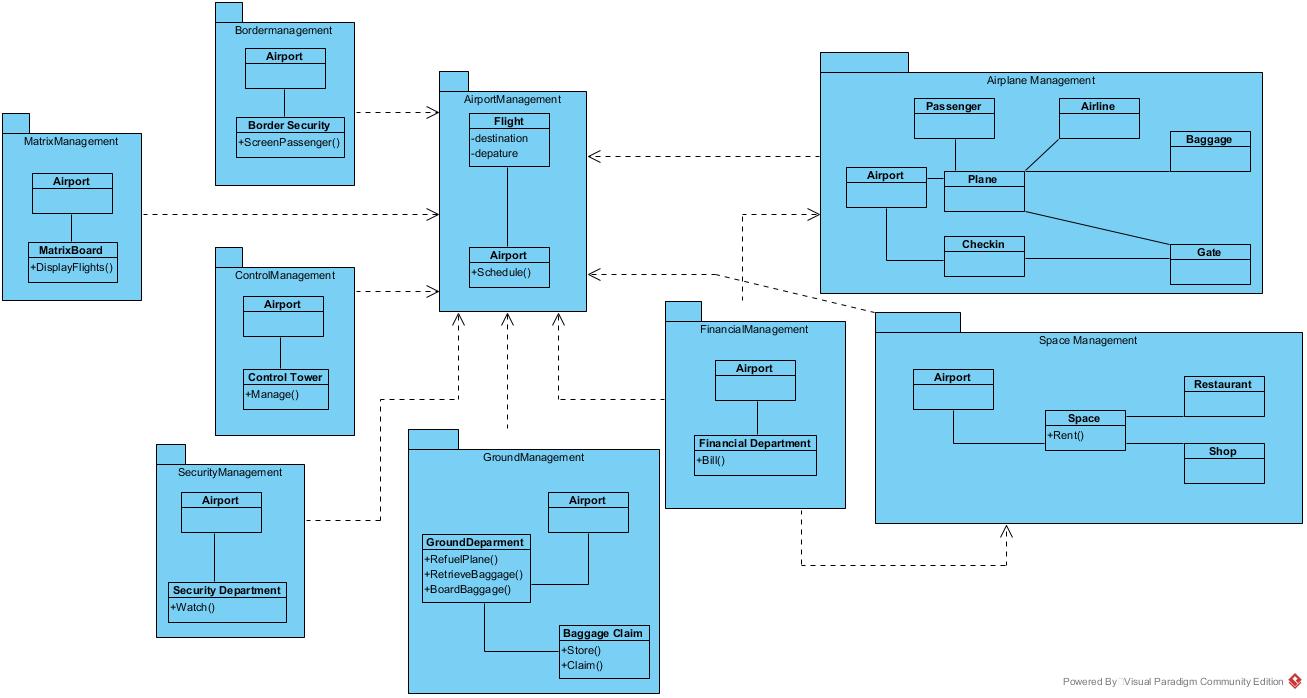 Bordermanagement
Airport
Border Security
+ScreenPassenger()
MatrixManagement
Airport
MatrixBoard
+DisplayFlights()
AirportManagement
Flight
-destination
-depature
Airport
+Schedule()
Airplane Management
Passenger
Airline
Baggage
Airport
Plane
Checkin
Gate
ControlManagement
Airport
Control Tower
+Manage()
SecurityManagement
Airport
Security Department
+Watch()
GroundManagement
Airport
GroundDeparment
+RefuelPlane()
+RetrieveBaggage()
+BoardBaggage()
Baggage Claim
+Store()
+Claim()
FinancialManagement
Airport
Financial Department
+Bill()
Space Management
Airport
Restaurant
Space
+Rent()
Shop
Powered By Visual Paradigm Community Edition